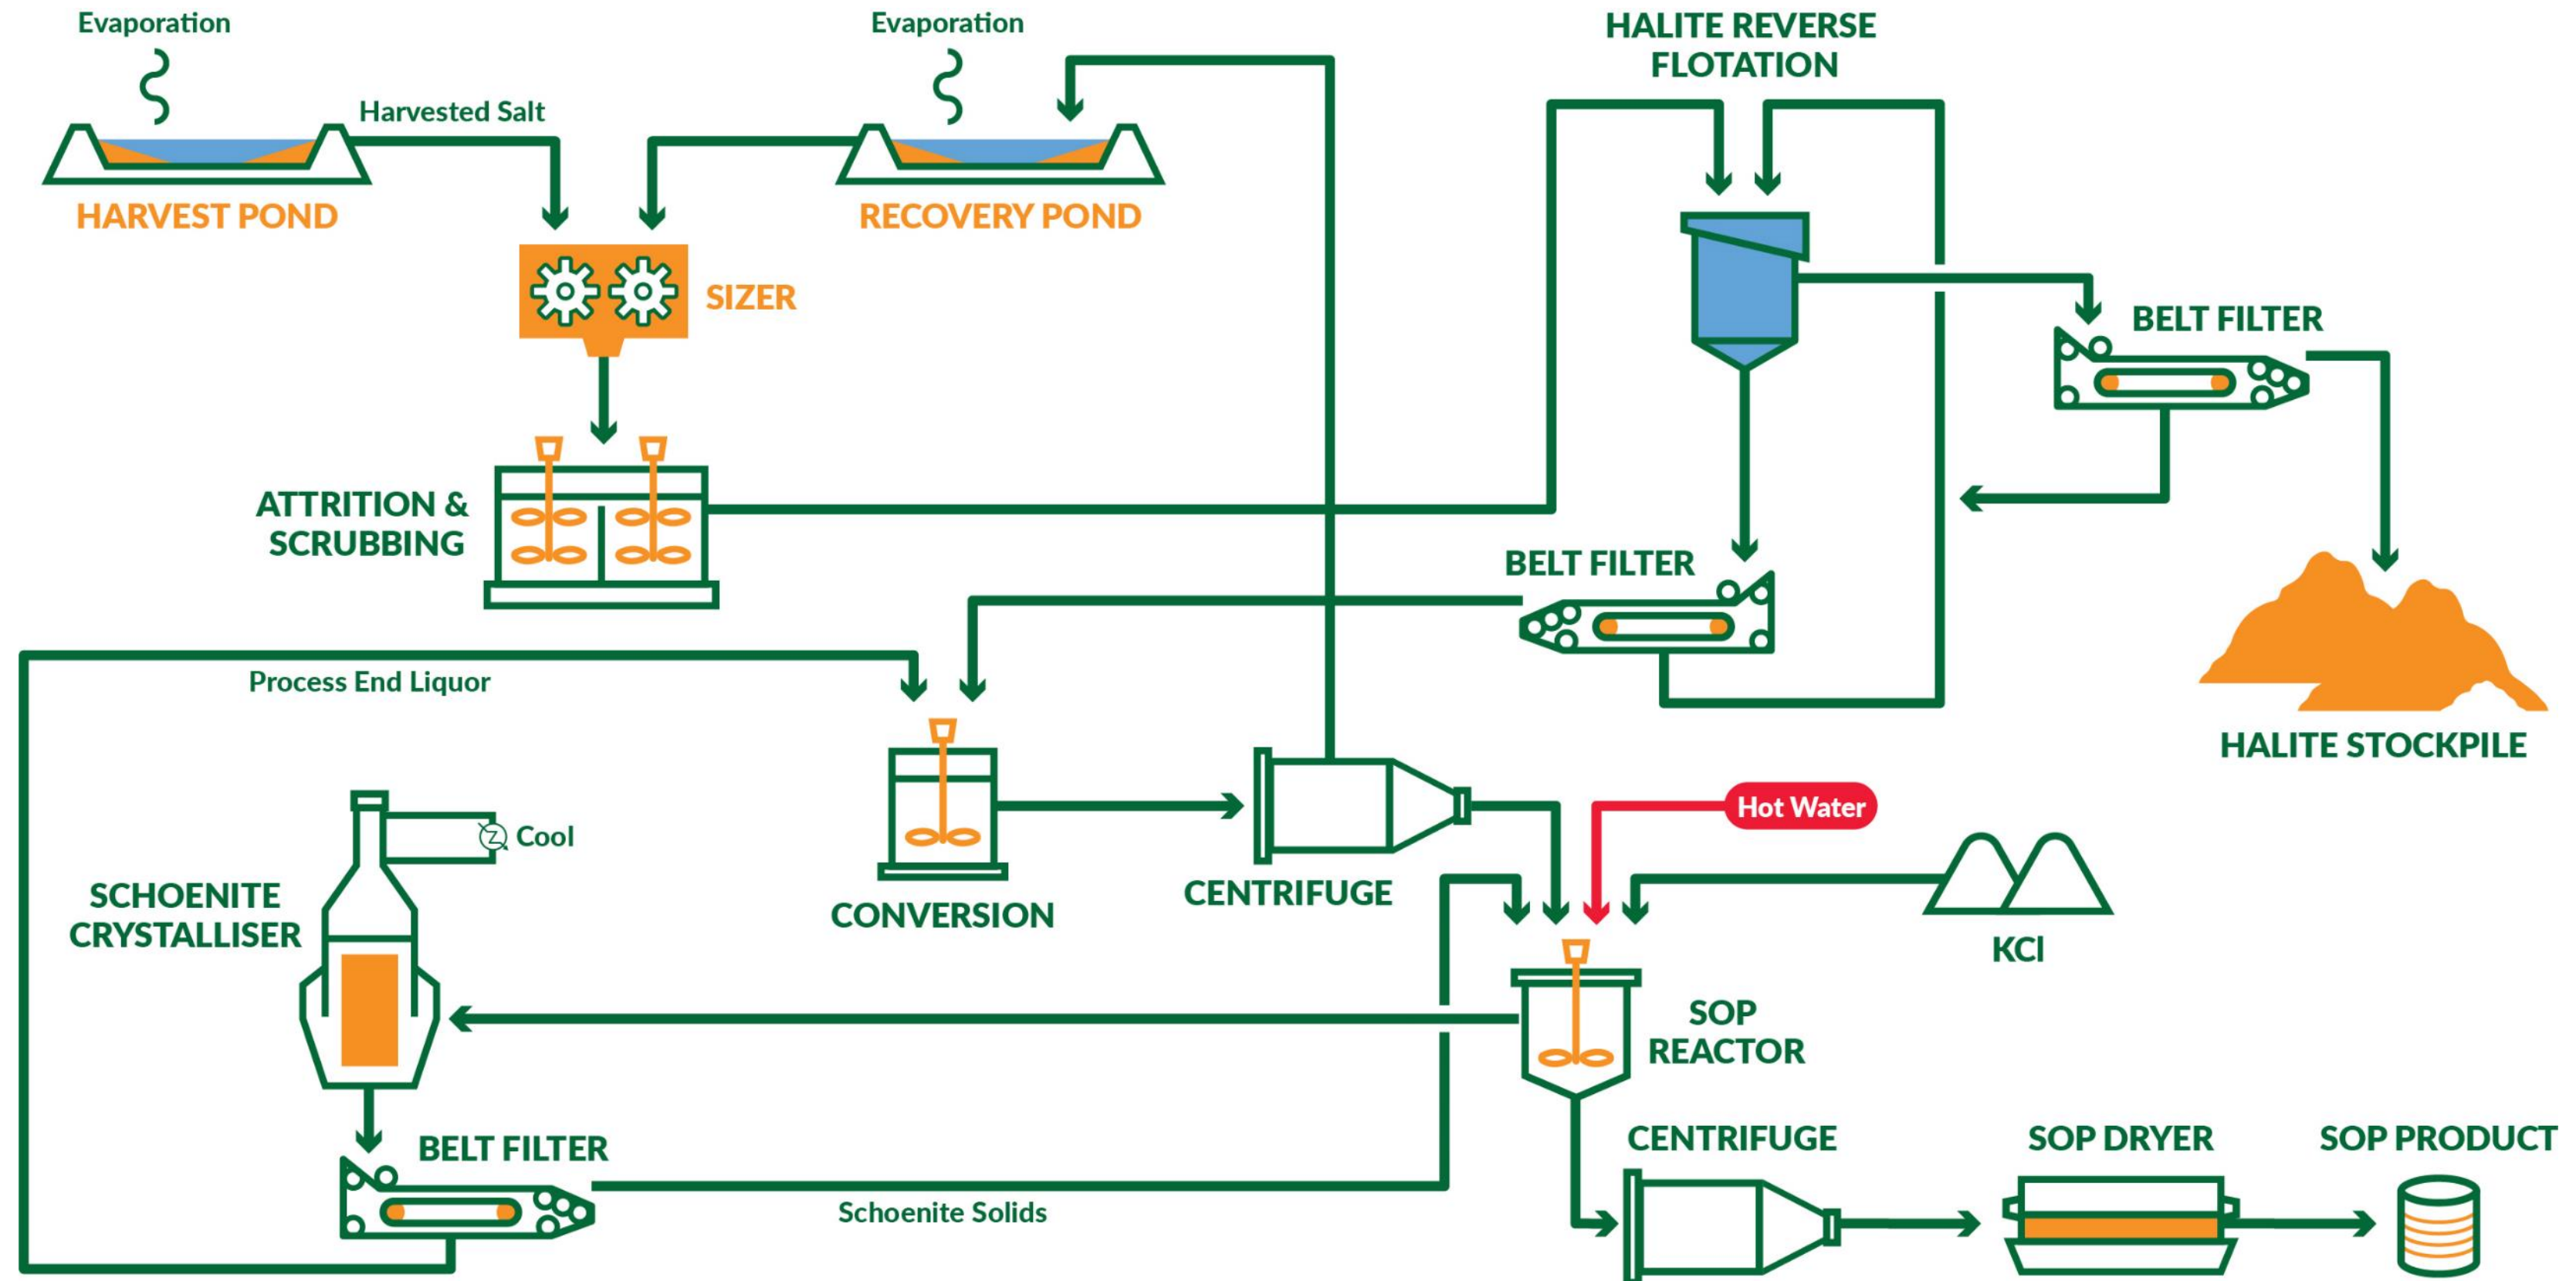 Evaporation
Evaporation
HALITE REVERSE
FLOTATION
Harvested Salt
HARVEST POND
RECOVERY POND
SIZER
BELT FILTER
ATTRITION &
SCRUBBING
BELT FILTER
Process End Liquor
HALITE STOCKPILE
Hot Water
Cool
SCHOENITE
CRYSTALLISER
CONVERSION
CENTRIFUGE
KCl
SOP
REACTOR
BELT FILTER
Schoenite Solids
CENTRIFUGE
SOP DRYER
SOP PRODUCT